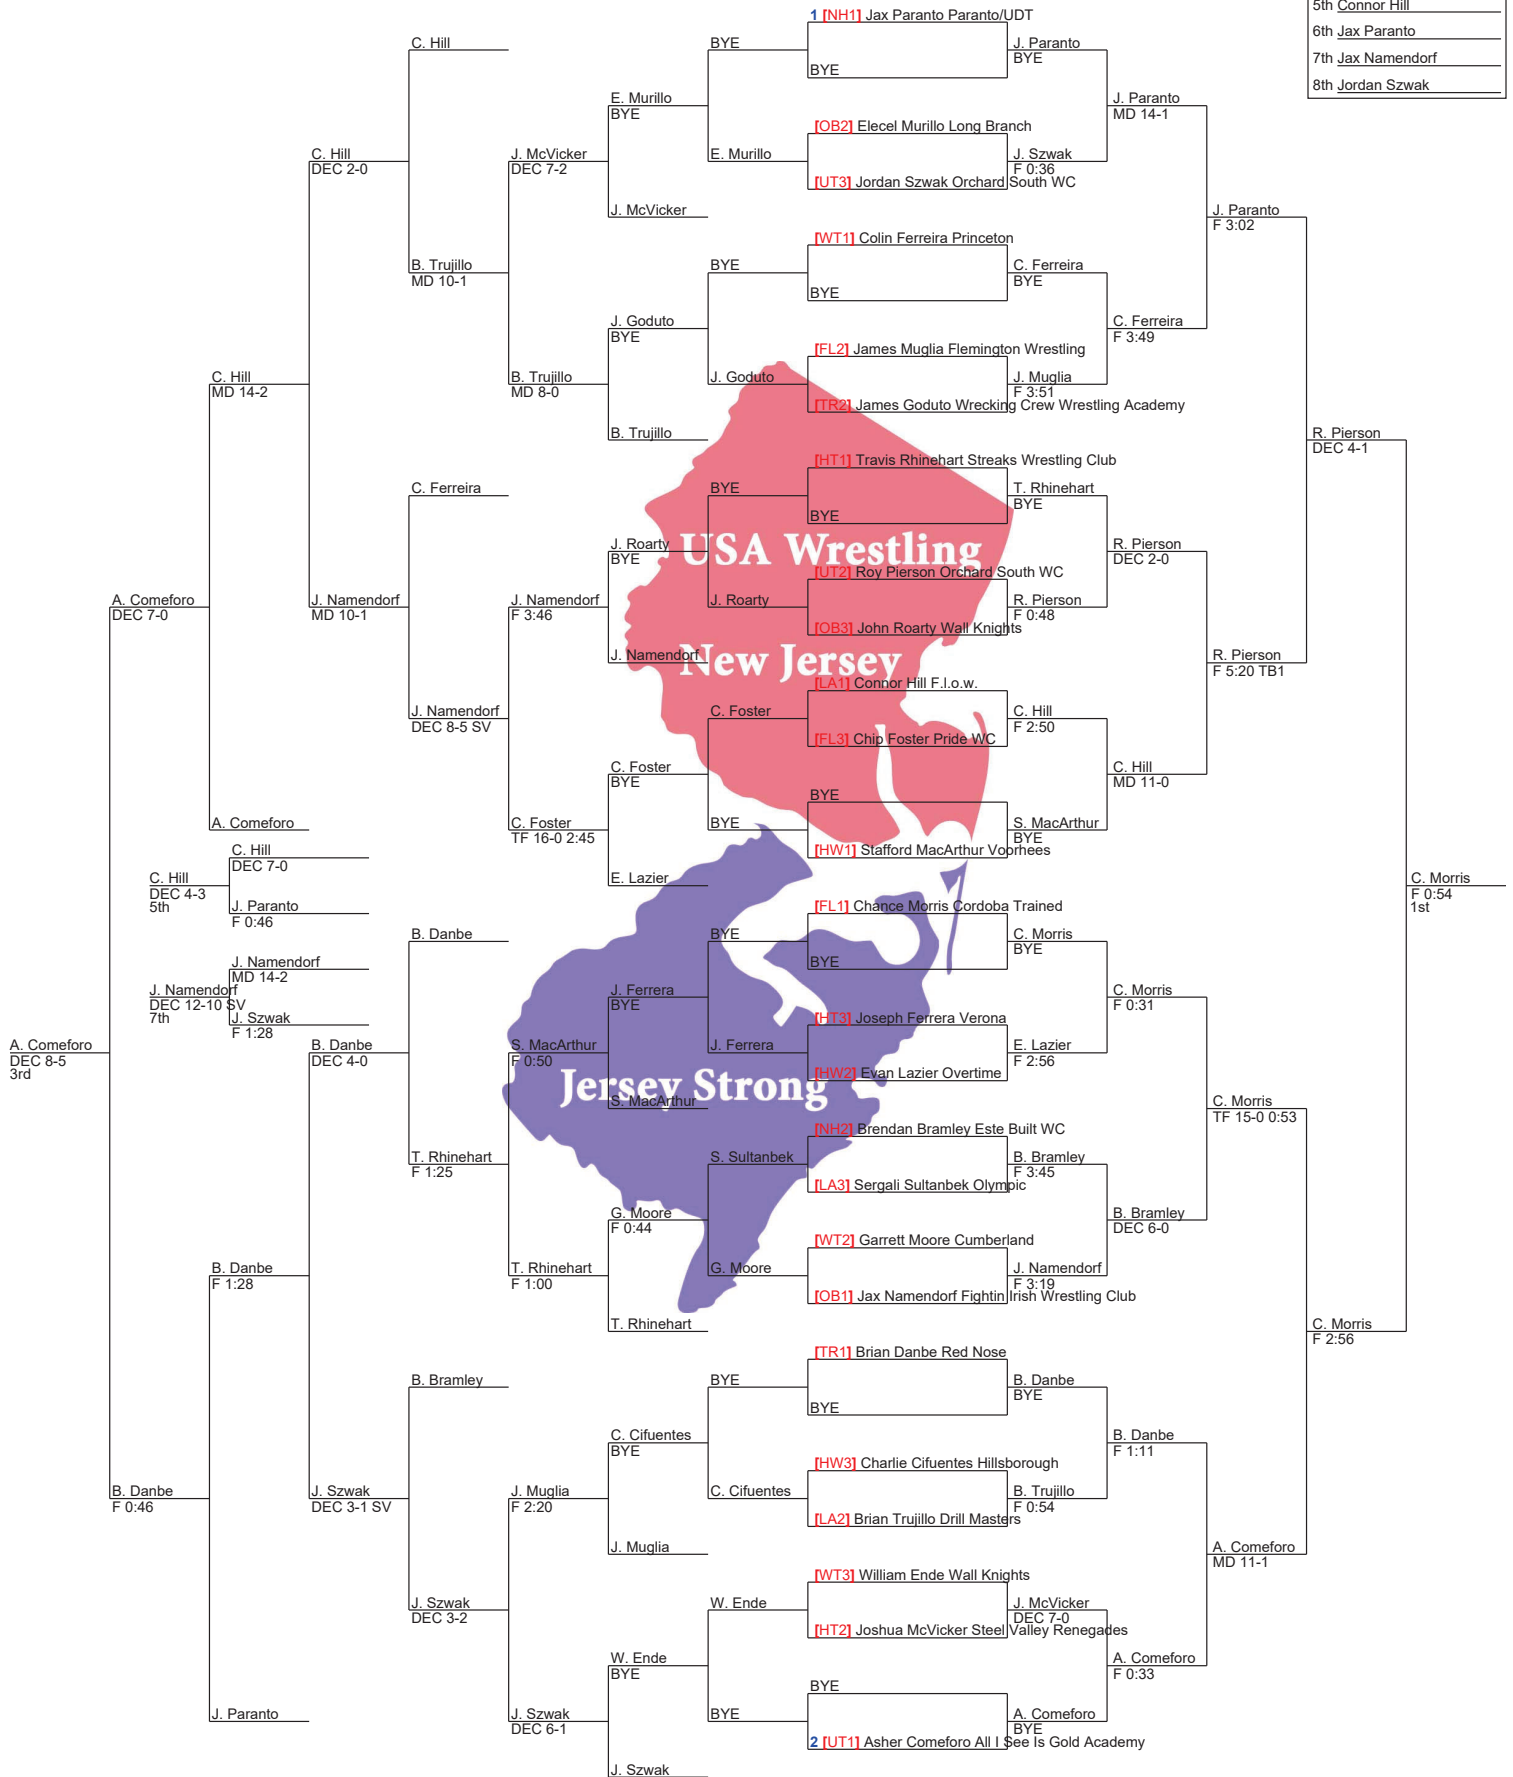 1 [NH1] Jax Paranto Paranto/UDT
BYE
[OB2] Elecel Murillo Long Branch
[UT3] Jordan Szwak Orchard South WC
[WT1] Colin Ferreira Princeton
BYE
[FL2] James Muglia Flemington Wrestling
[TR2] James Goduto Wrecking Crew Wrestling Academy
[HT1] Travis Rhinehart Streaks Wrestling Club
BYE
[UT2] Roy Pierson Orchard South WC
[OB3] John Roarty Wall Knights
[LA1] Connor Hill F.l.o.w.
[FL3] Chip Foster Pride WC
BYE
[HW1] Stafford MacArthur Voorhees
[FL1] Chance Morris Cordoba Trained
BYE
[HT3] Joseph Ferrera Verona
[HW2] Evan Lazier Overtime
[NH2] Brendan Bramley Este Built WC
[LA3] Sergali Sultanbek Olympic
[WT2] Garrett Moore Cumberland
[OB1] Jax Namendorf Fightin Irish Wrestling Club
[TR1] Brian Danbe Red Nose
BYE
[HW3] Charlie Cifuentes Hillsborough
[LA2] Brian Trujillo Drill Masters
[WT3] William Ende Wall Knights
[HT2] Joshua McVicker Steel Valley Renegades
BYE
2 [UT1] Asher Comeforo All I See Is Gold Academy
J. Paranto
BYE
J. Szwak
F 0:36
C. Ferreira
BYE
J. Muglia
F 3:51
T. Rhinehart
BYE
R. Pierson
F 0:48
C. Hill
F 2:50
S. MacArthur
BYE
C. Morris
BYE
E. Lazier
F 2:56
B. Bramley
F 3:45
J. Namendorf
F 3:19
B. Danbe
BYE
B. Trujillo
F 0:54
J. McVicker
DEC 7-0
A. Comeforo
BYE
J. Paranto
MD 14-1
C. Ferreira
F 3:49
R. Pierson
DEC 2-0
C. Hill
MD 11-0
C. Morris
F 0:31
B. Bramley
DEC 6-0
B. Danbe
F 1:11
A. Comeforo
F 0:33
J. Paranto
F 3:02
R. Pierson
F 5:20 TB1
C. Morris
TF 15-0 0:53
A. Comeforo
MD 11-1
R. Pierson
DEC 4-1
C. Morris
F 2:56
C. Morris
F 0:54
1st
5th Connor Hill
6th Jax Paranto
7th Jax Namendorf
8th Jordan Szwak
BYE
E. Murillo
BYE
J. Goduto
BYE
J. Roarty
C. Foster
BYE
BYE
J. Ferrera
S. Sultanbek
G. Moore
BYE
C. Cifuentes
W. Ende
BYE
E. Murillo
BYE
J. McVicker
J. Goduto
BYE
B. Trujillo
J. Roarty
BYE
J. Namendorf
C. Foster
BYE
E. Lazier
J. Ferrera
BYE
S. MacArthur
G. Moore
F 0:44
T. Rhinehart
C. Cifuentes
BYE
J. Muglia
W. Ende
BYE
J. Szwak
J. McVicker
DEC 7-2
B. Trujillo
MD 8-0
J. Namendorf
F 3:46
C. Foster
TF 16-0 2:45
S. MacArthur
F 0:50
T. Rhinehart
F 1:00
J. Muglia
F 2:20
J. Szwak
DEC 6-1
C. Hill
B. Trujillo
MD 10-1
C. Ferreira
J. Namendorf
DEC 8-5 SV
B. Danbe
T. Rhinehart
F 1:25
B. Bramley
J. Szwak
DEC 3-2
C. Hill
DEC 2-0
J. Namendorf
MD 10-1
B. Danbe
DEC 4-0
J. Szwak
DEC 3-1 SV
C. Hill
MD 14-2
A. Comeforo
B. Danbe
F 1:28
J. Paranto
A. Comeforo
DEC 7-0
B. Danbe
F 0:46
A. Comeforo
DEC 8-5
3rd
C. Hill
DEC 7-0
J. Paranto
F 0:46
C. Hill
DEC 4-3
5th
J. Namendorf
MD 14-2
J. Szwak
F 1:28
J. Namendorf
DEC 12-10 SV
7th
USA Wrestling
New Jersey
Jersey Strong